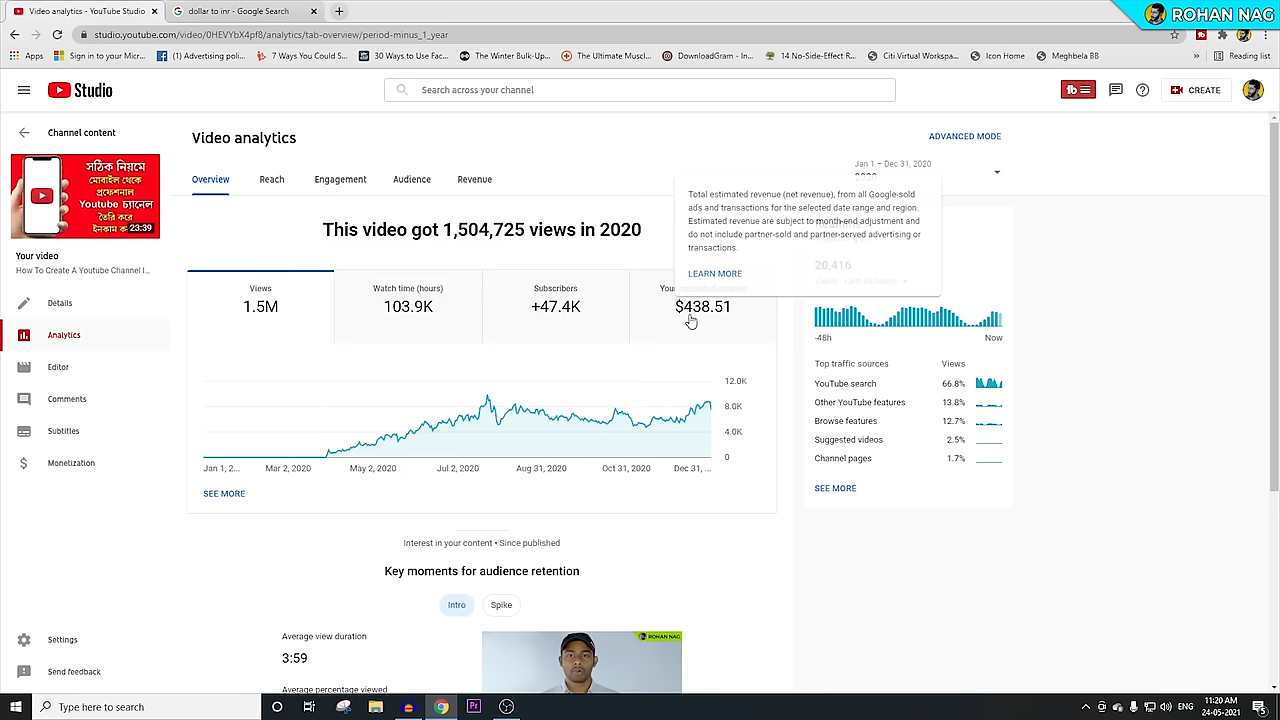 Video analytics - YouTube Studio
dollar to inr - Google Search
ROHAN NAG
studio.youtube.com/video/0HEVYbX4pf8/analytics/tab-overview/period-minus_1_year
Apps
Sign in to your Micr...
(1) Advertising poli...
7 Ways You Could S...
30 Ways to Use Fac...
The Winter Bulk-Up...
The Ultimate Muscl...
DownloadGram - In...
14 No-Side-Effect R...
Citi Virtual Workspa...
Icon Home
Meghbela BB
»
Reading list
Studio
Search across your channel
CREATE
Channel content
Video analytics
ADVANCED MODE
সঠিক নিয়মে
মোবাইল থেকে
প্রফেশনাল
Youtube চ্যানেল
তৈরি করে
ইনকাম ক
23:39
Overview
Reach
Engagement
Audience
Revenue
Jan 1 – Dec 31, 2020
2020
Total estimated revenue (net revenue), from all Google-sold
ads and transactions for the selected date range and region.
Estimated revenue are subject to month-end adjustment and
do not include partner-sold and partner-served advertising or
transactions.
LEARN MORE
This video got 1,504,725 views in 2020
Your video
How To Create A Youtube Channel I...
Details
Analytics
Editor
Comments
Subtitles
Monetization
Settings
Send feedback
Views
1.5M
Watch time (hours)
103.9K
Subscribers
+47.4K
$438.51
12.0K
8.0K
4.0K
0
Jan 1, 2...
Mar 2, 2020
May 2, 2020
Jul 2, 2020
Aug 31, 2020
Oct 31, 2020
Dec 31, ...
SEE MORE
20,416
-48h
Now
Top traffic sources
Views
YouTube search
66.8%
Other YouTube features
13.8%
Browse features
12.7%
Suggested videos
2.5%
Channel pages
1.7%
SEE MORE
Interest in your content • Since published
Key moments for audience retention
Intro
Spike
Average view duration
3:59
Average percentage viewed
ROHAN NAG
Type here to search
ENG
11:20 AM
24-05-2021